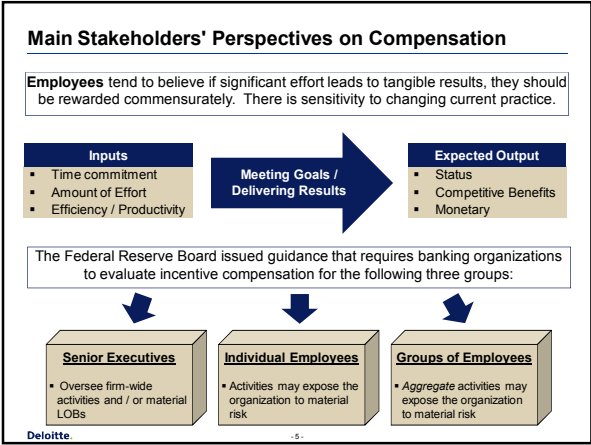 Main Stakeholders' Perspectives on Compensation
Employees tend to believe if significant effort leads to tangible results, they should
be rewarded commensurately. There is sensitivity to changing current practice.
Inputs
▪ Time commitment
▪ Amount of Effort
▪ Efficiency / Productivity
Meeting Goals /
Delivering Results
Expected Output
▪ Status
▪ Competitive Benefits
▪ Monetary
The Federal Reserve Board issued guidance that requires banking organizations
to evaluate incentive compensation for the following three groups:
Senior Executives
▪ Oversee firm-wide
activities and / or material
LOBs
Individual Employees
▪ Activities may expose the
organization to material
risk
Groups of Employees
▪ Aggregate activities may
expose the organization
to material risk
Deloitte.
- 5 -